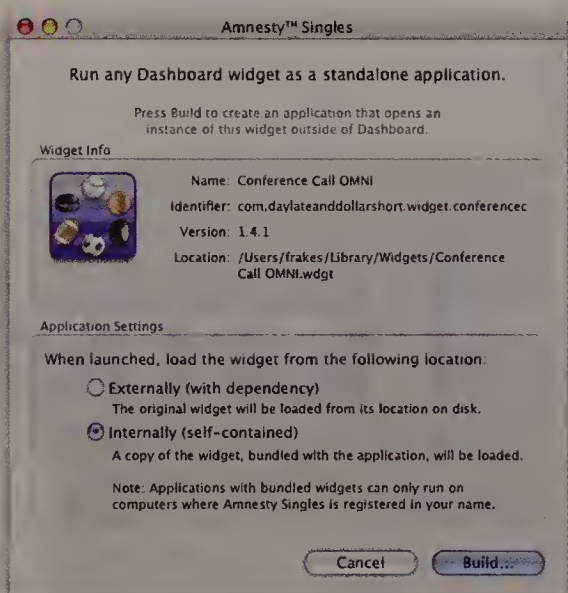 Amnesty™ Singles
Run any Dashboard widget as a standalone application.
Press Build to create an application that opens an
instance of this widget outside of Dashboard.
Widget Info
Name: Conference Call OMNI
Identifier: com.daylateanddollarshort.widget.conferencec
Version: 1.4.1
Location: /Users/frakes/Library/Widgets/Conference
Call OMNI.wdgt
Application Settings
When launched, load the widget from the following location:
Externally (with dependency)
The original widget will be loaded from its location on disk.
Internally (self-contained)
A copy of the widget, bundled with the application, will be loaded.
Note: Applications with bundled widgets can only run on
computers where Amnesty Singles is registered in your name.
Cancel
Build...